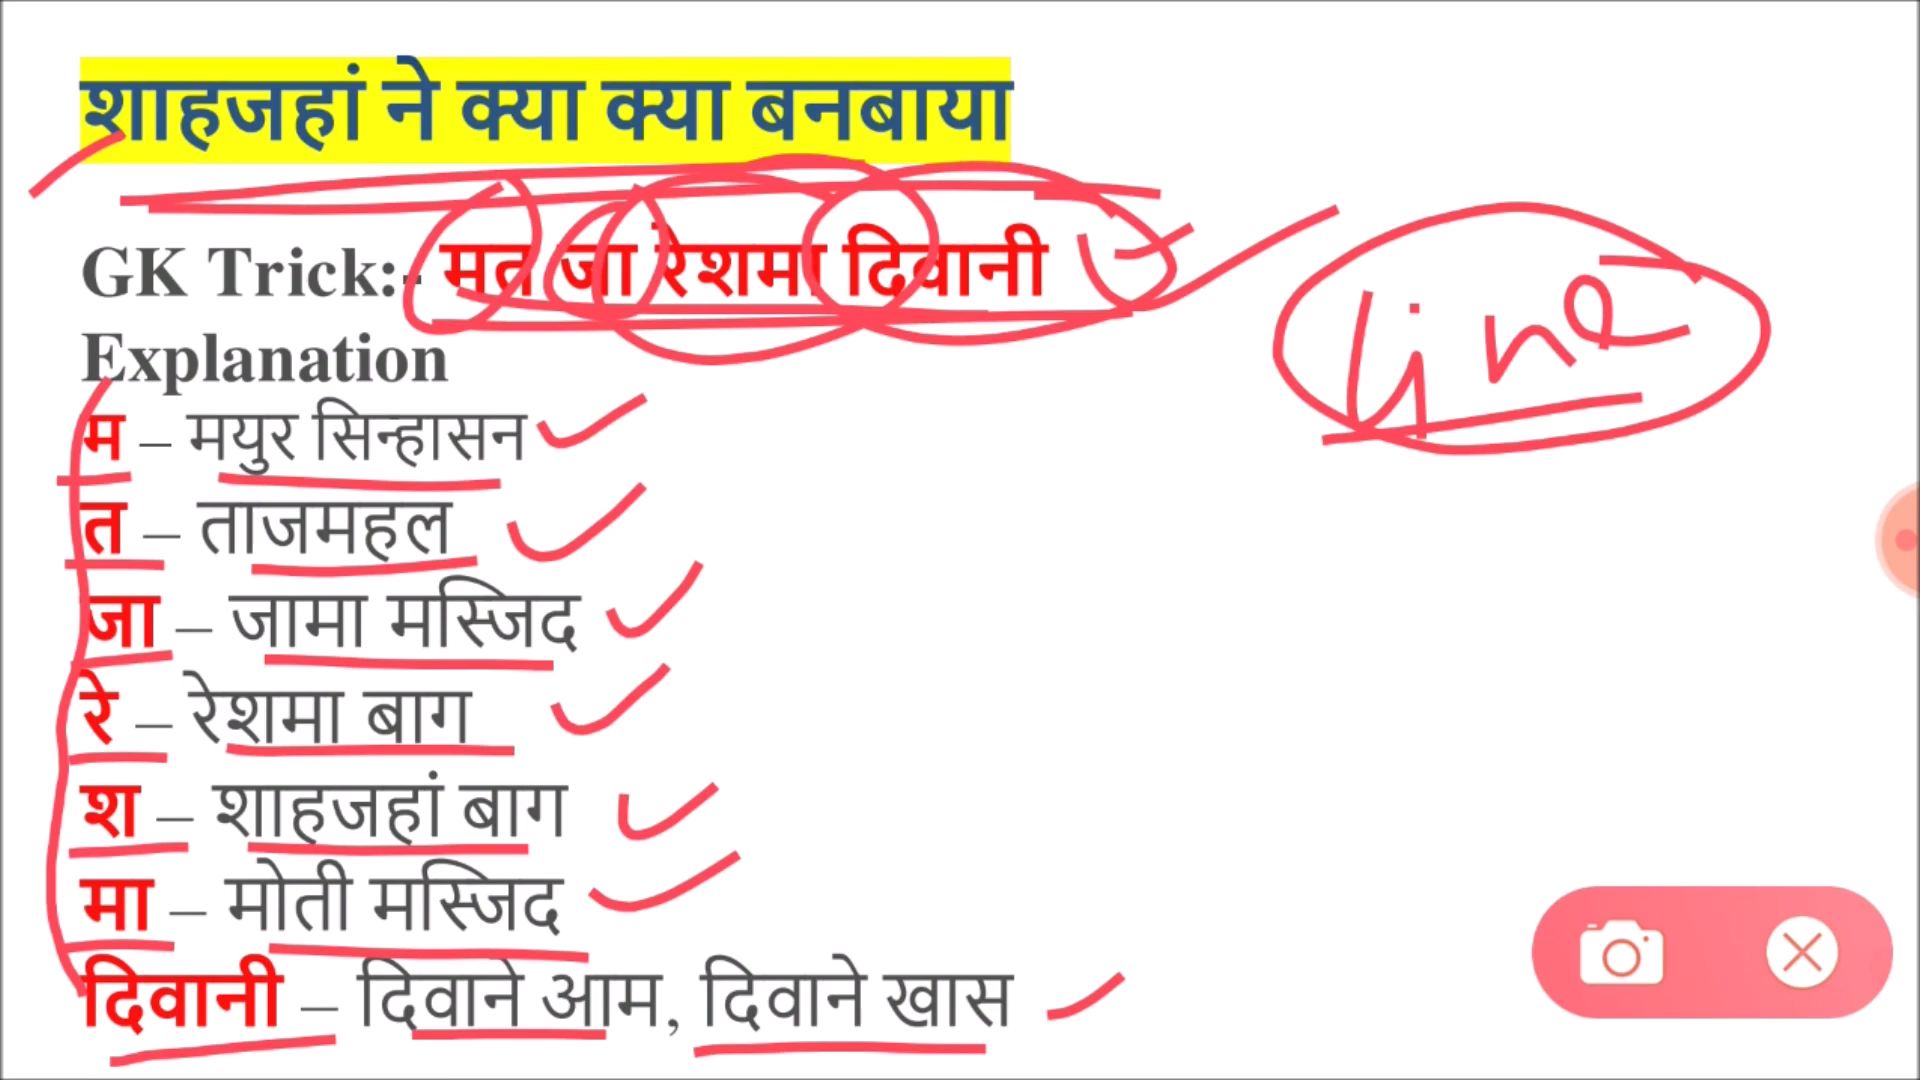 शाहजहां ने क्या क्या बनबाया
GK Trick:- मत जा रेशमा दिवानी
line
Explanation
म – मयुर सिन्हासन
त – ताजमहल
जा – जामा मस्जिद
रे – रेशमा बाग
श – शाहजहां बाग
मा – मोती मस्जिद
दिवानी – दिवाने आम, दिवाने खास